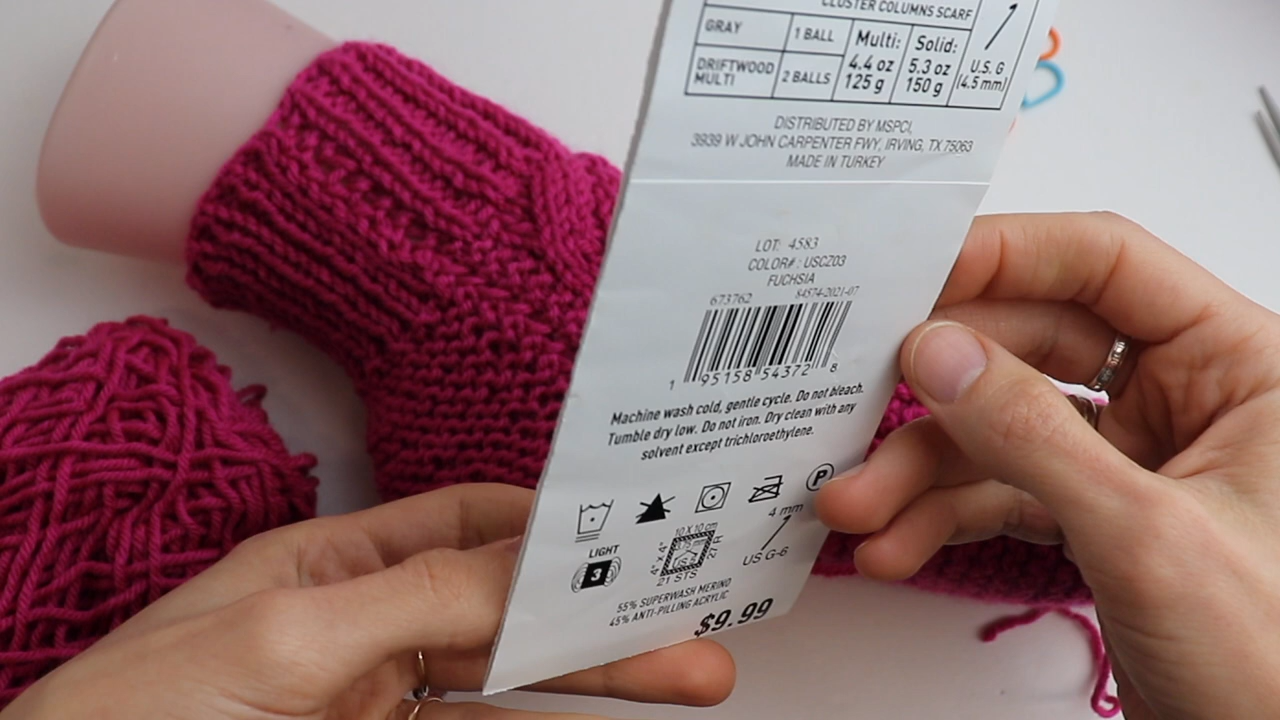 CLUSTER COLUMNS SCARF
GRAY 1 BALL Multi: 4.4 oz 125 g Solid: 5.3 oz 150 g U.S. G (4.5 mm)
DRIFTWOOD MULTI 2 BALLS
DISTRIBUTED BY MSPCI,
3939 W JOHN CARPENTER FWY, IRVING, TX 75063
MADE IN TURKEY
LOT: 4583
COLOR# : USCZ03
FUCHSIA
673762 84574-2021-07
1 95158 54372 8
Machine wash cold, gentle cycle. Do not bleach.
Tumble dry low. Do not iron. Dry clean with any
solvent except trichloroethylene.
P
LIGHT
3
10 X 10 cm
4" X 4"
27 R
21 STS
4 mm
US G-6
55% SUPERWASH MERINO
45% ANTI-PILLING ACRYLIC
$9.99